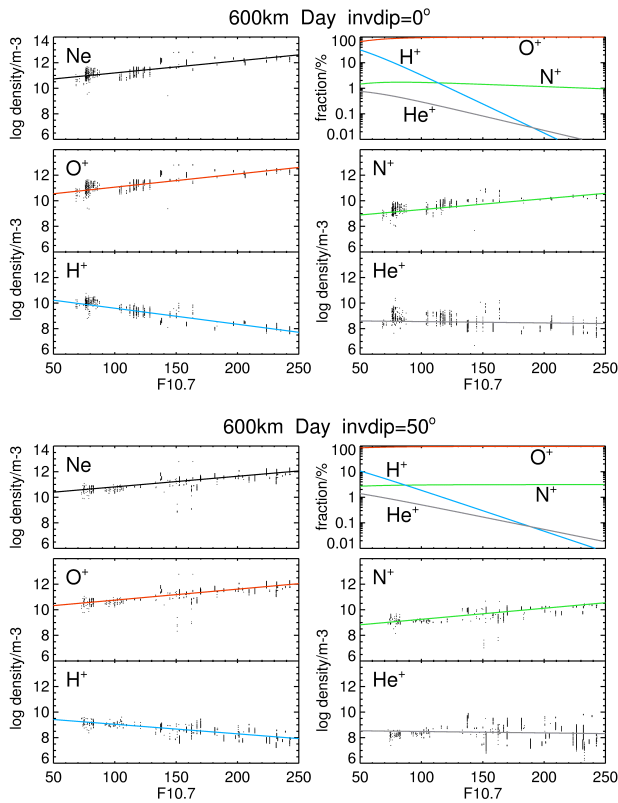 600km Day invdip=0°
log density/m-3
14
12
10
8
6
Ne
fraction/%
100.0
10.0
1.0
0.1
0.01
H⁺
O⁺
N⁺
He⁺
log density/m-3
12
10
8
6
O⁺
12
10
8
6
N⁺
log density/m-3
12
10
8
6
H⁺
50 100 150 200 250
F10.7
log density/m-3
12
10
8
6
He⁺
50 100 150 200 250
F10.7
600km Day invdip=50°
log density/m-3
14
12
10
8
6
Ne
fraction/%
100.0
10.0
1.0
0.1
0.01
H⁺
O⁺
N⁺
He⁺
log density/m-3
12
10
8
6
O⁺
12
10
8
6
N⁺
log density/m-3
12
10
8
6
H⁺
50 100 150 200 250
F10.7
log density/m-3
12
10
8
6
He⁺
50 100 150 200 250
F10.7